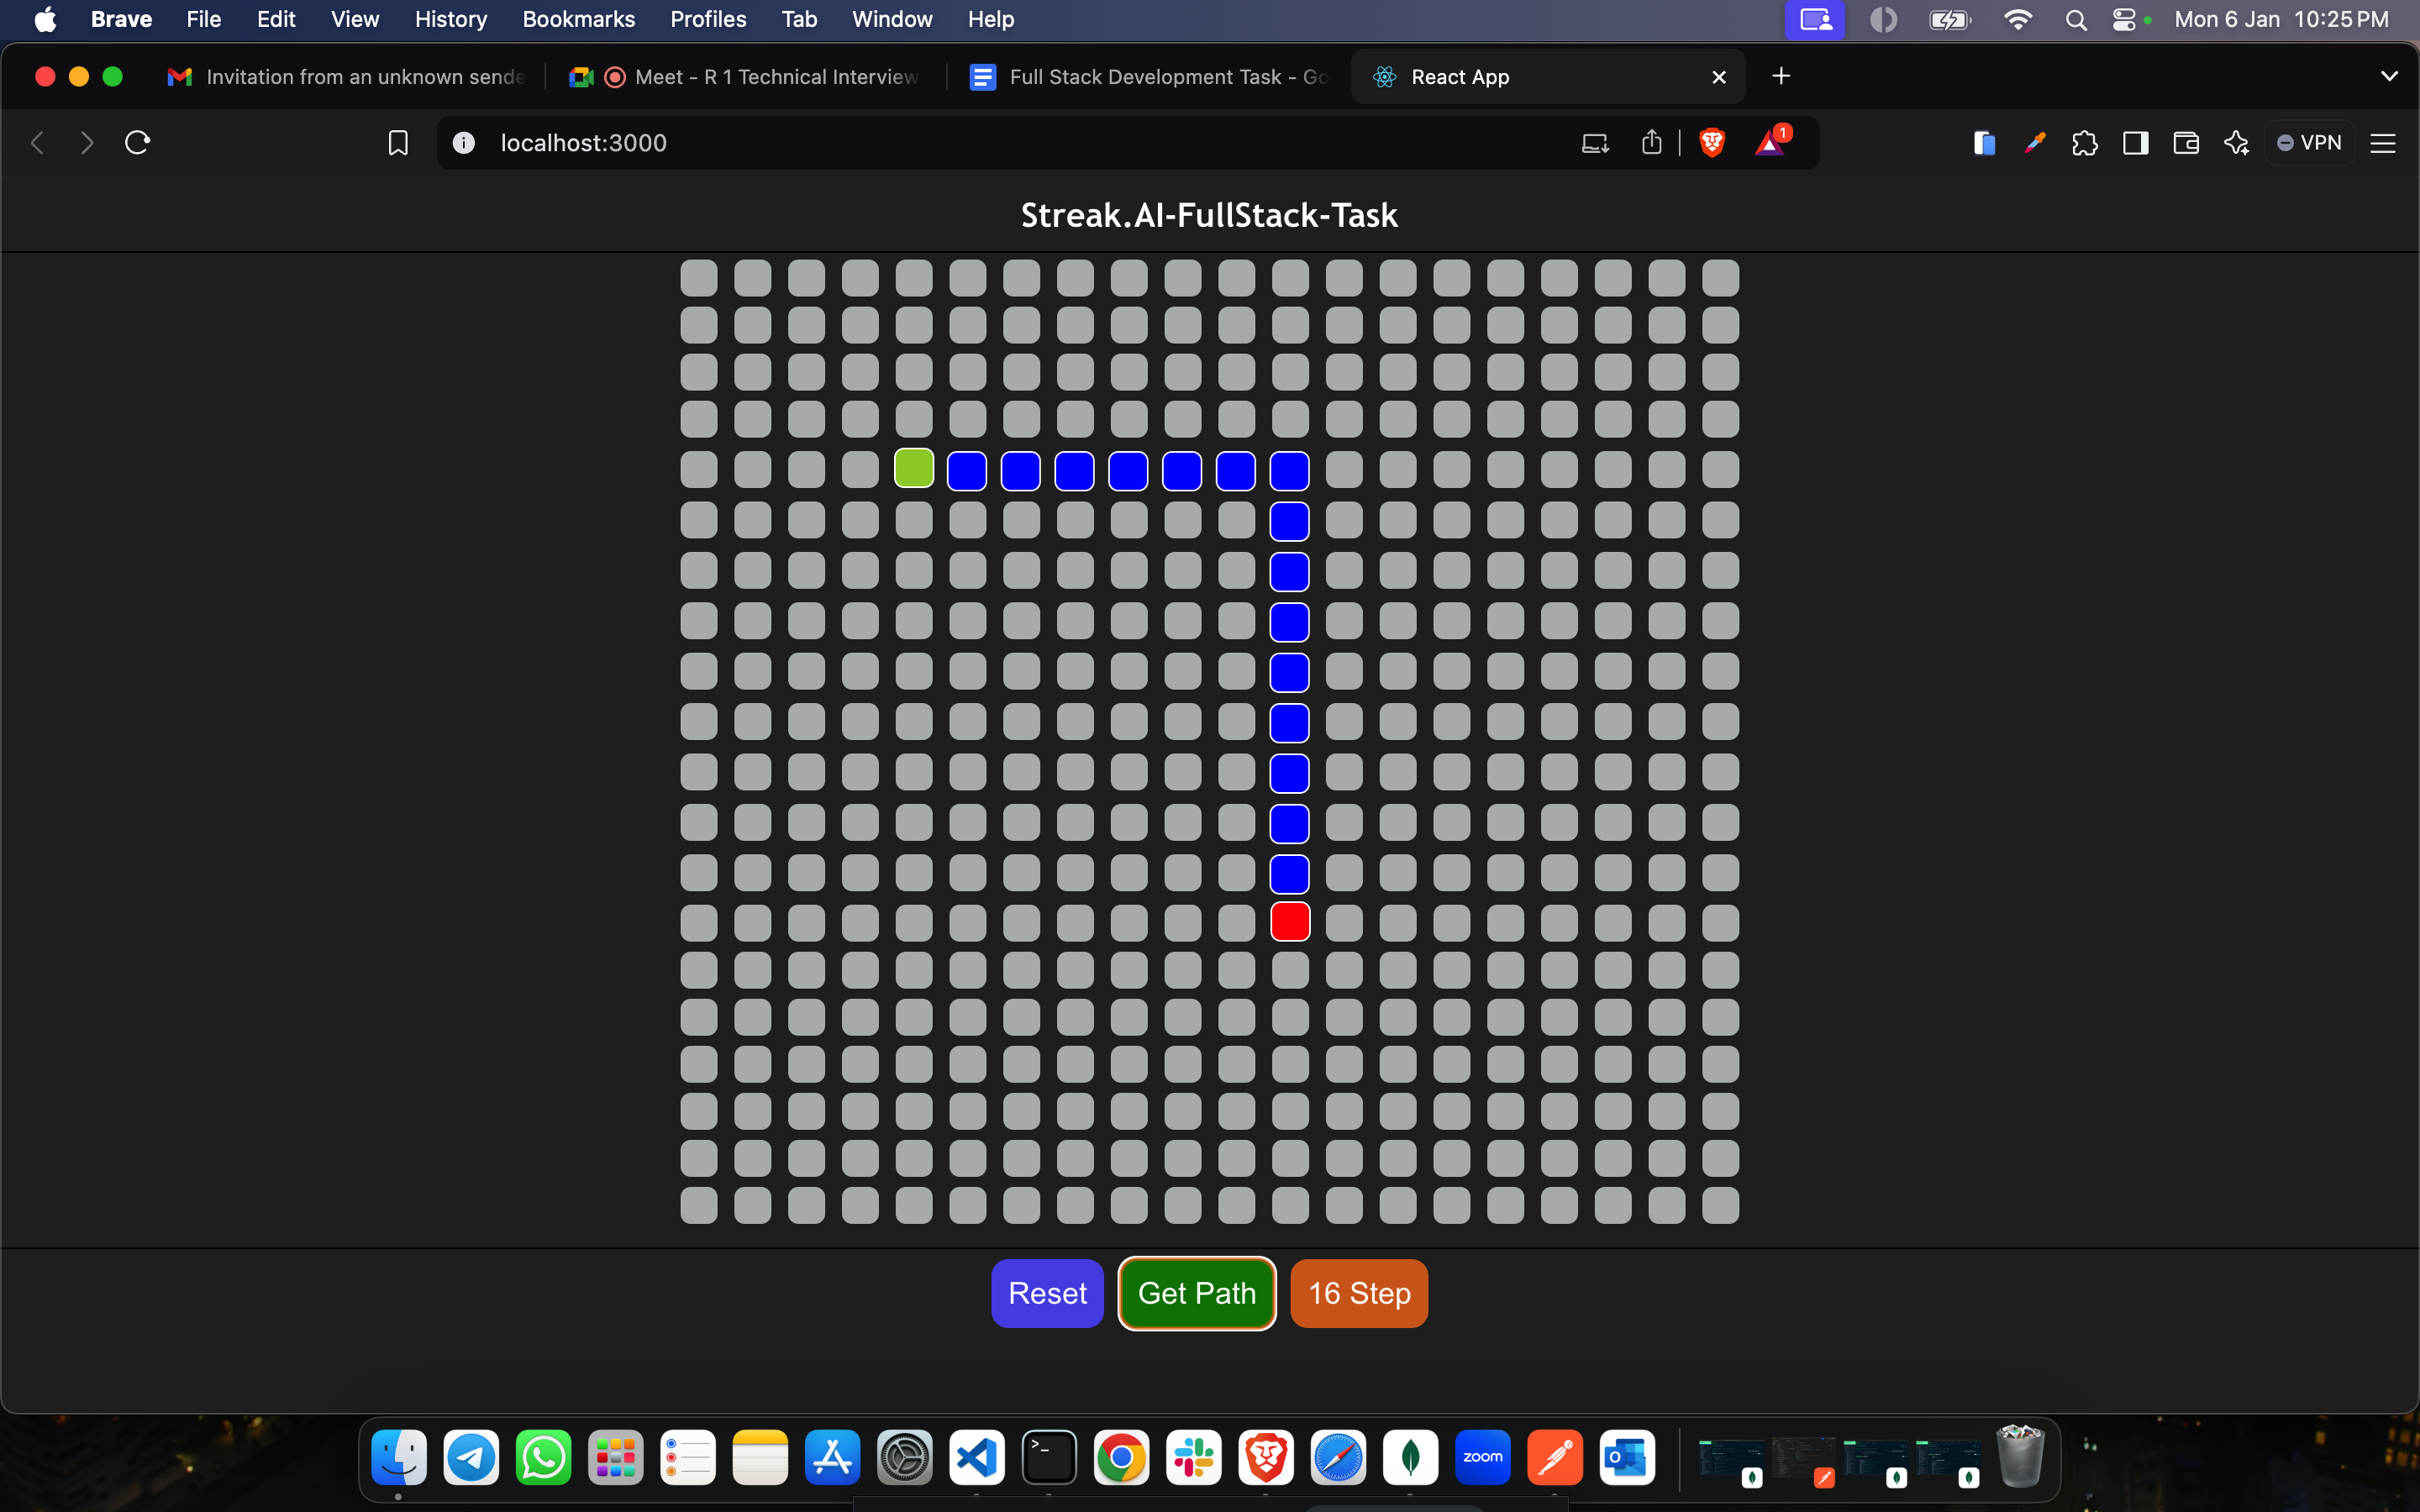 Brave File Edit View History Bookmarks Profiles Tab Window Help Mon 6 Jan 10:25 PM
Invitation from an unknown sende Meet - R 1 Technical Interview Full Stack Development Task - Go React App
localhost:3000 1 VPN
Streak.AI-FullStack-Task
Reset Get Path 16 Step
zoom